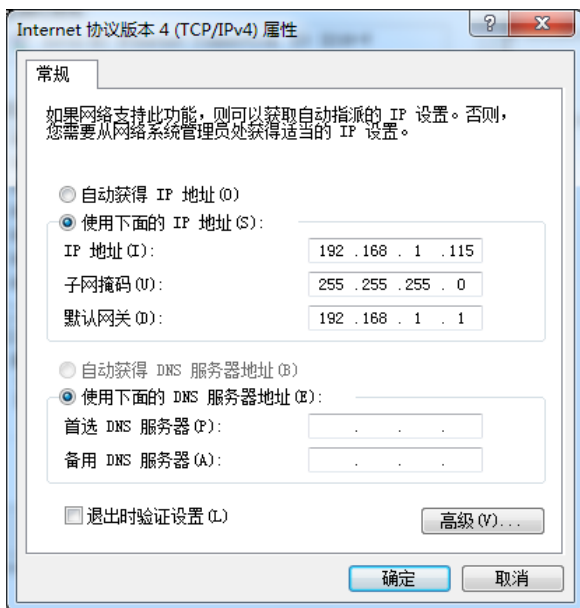 Internet 协议版本 4 (TCP/IPv4) 属性
常规
如果网络支持此功能，则可以获取自动指派的 IP 设置。否则，
您需要从网络系统管理员处获得适当的 IP 设置。
自动获得 IP 地址(O)
使用下面的 IP 地址(S):
IP 地址(I): 192 .168 . 1 .115
子网掩码(U): 255 .255 .255 . 0
默认网关(D): 192 .168 . 1 . 1
自动获得 DNS 服务器地址(B)
使用下面的 DNS 服务器地址(E):
首选 DNS 服务器(P): . . .
备用 DNS 服务器(A): . . .
退出时验证设置(L)
高级(V)...
确定 取消